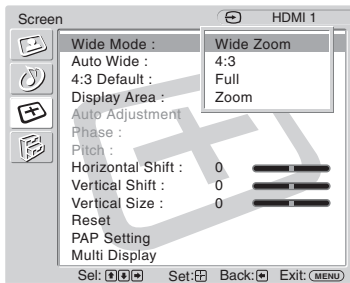 Screen HDMI 1
Wide Mode : Wide Zoom
Auto Wide : 4:3
4:3 Default : Full
Display Area : Zoom
Auto Adjustment
Phase :
Pitch :
Horizontal Shift : 0
Vertical Shift : 0
Vertical Size : 0
Reset
PAP Setting
Multi Display
Sel: Set: Back: Exit: MENU